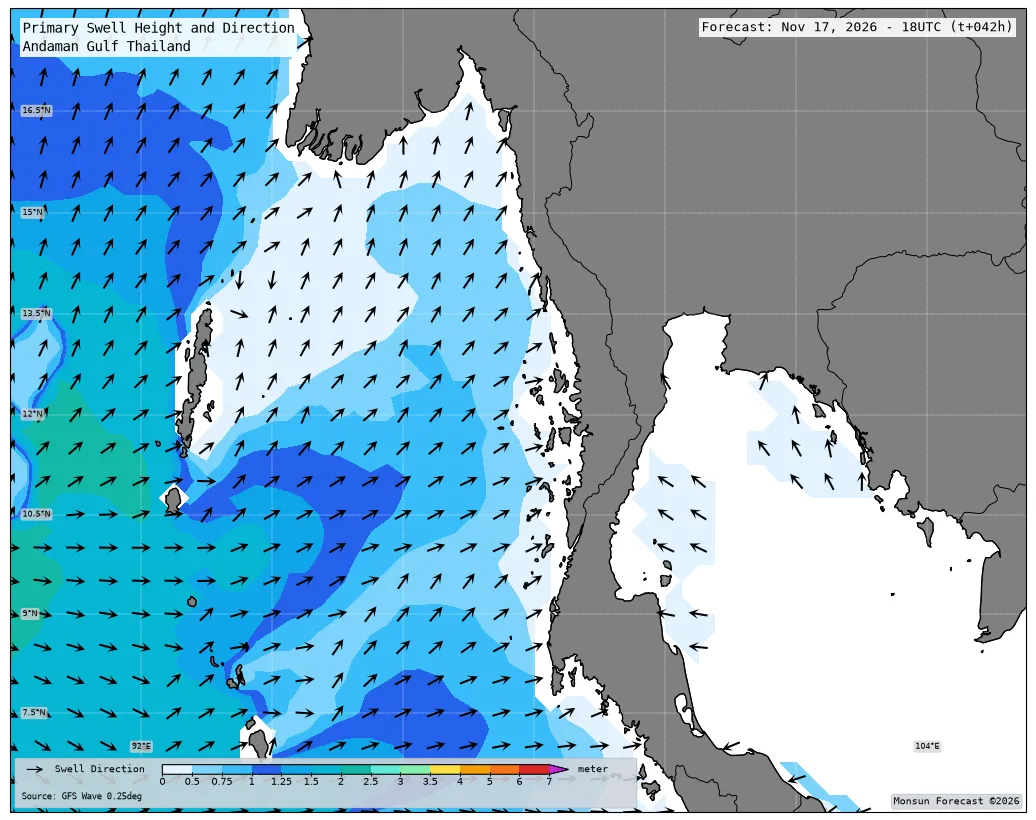 Primary Swell Height and Direction
Andaman Gulf Thailand
Forecast: Nov 17, 2026 - 18UTC (t+042h)
16.5°N
15°N
13.5°N
12°N
10.5°N
9°N
7.5°N
92°E
104°E
Swell Direction
meter
0 0.5 0.75 1 1.25 1.5 2 2.5 3 3.5 4 5 6 7
Source: GFS Wave 0.25deg
Monsun Forecast ©2026